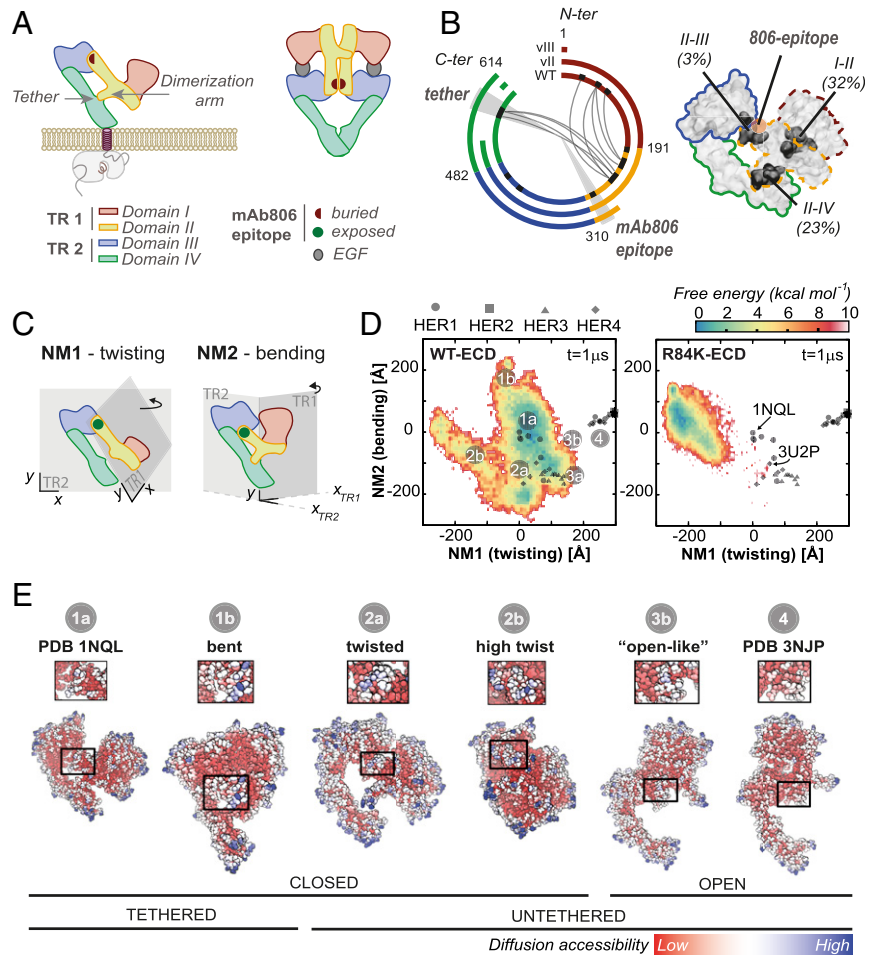 A
Tether
Dimerization
arm
TR 1
Domain I
Domain II
TR 2
Domain III
Domain IV
mAb806
epitope
buried
exposed
EGF
B
N-ter
1
C-ter 614
vIII
vII
WT
tether
191
482
310
mAb806
epitope
II-III
(3%)
806-epitope
I-II
(32%)
II-IV
(23%)
C
NM1 - twisting
NM2 - bending
TR2
TR1
y
x
y
x
TR2
TR1
y
xTR1
xTR2
D
HER1
HER2
HER3
HER4
Free energy (kcal mol-1)
0 2 4 6 8 10
WT-ECD
t=1μs
1b
1a
2b
2a
3b
4
3a
200
0
-200
NM2 (bending) [Å]
-200 0 200
NM1 (twisting) [Å]
R84K-ECD
t=1μs
1NQL
3U2P
200
0
-200
-200 0 200
NM1 (twisting) [Å]
E
1a
1b
2a
2b
3b
4
PDB 1NQL
bent
twisted
high twist
“open-like”
PDB 3NJP
CLOSED
OPEN
TETHERED
UNTETHERED
Diffusion accessibility
Low
High